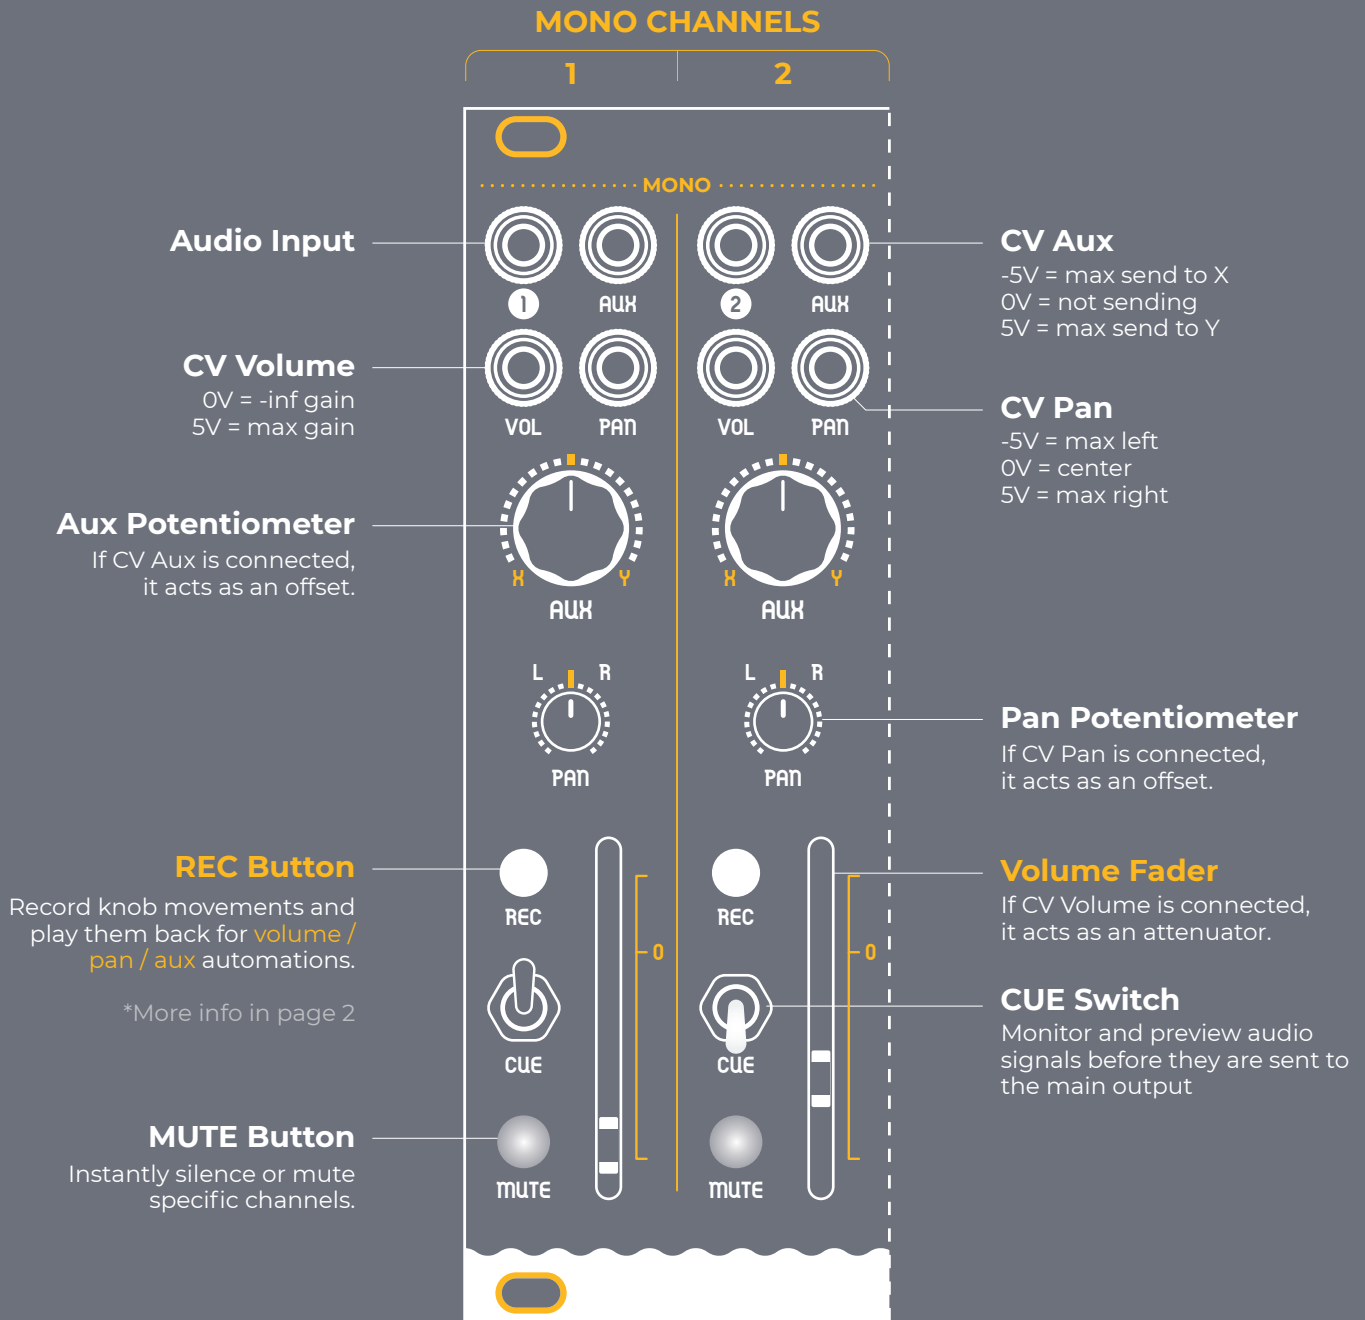 MONO CHANNELS
1 2
MONO
Audio Input
1 AUX 2 AUX
CV Aux
-5V = max send to X
0V = not sending
5V = max send to Y
CV Volume
0V = -inf gain
5V = max gain
VOL PAN VOL PAN
CV Pan
-5V = max left
0V = center
5V = max right
Aux Potentiometer
If CV Aux is connected,
it acts as an offset.
X Y X Y
AUX AUX
L R L R
PAN PAN
Pan Potentiometer
If CV Pan is connected,
it acts as an offset.
REC Button
Record knob movements and
play them back for volume /
pan / aux automations.
*More info in page 2
REC REC
0 0
Volume Fader
If CV Volume is connected,
it acts as an attenuator.
CUE CUE
CUE Switch
Monitor and preview audio
signals before they are sent to
the main output
MUTE Button
Instantly silence or mute
specific channels.
MUTE MUTE